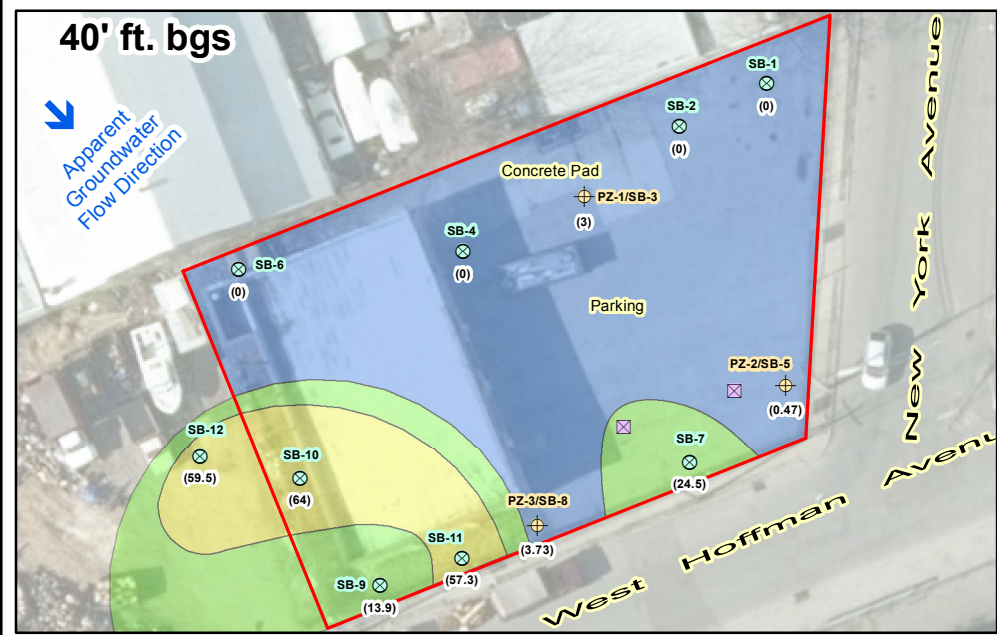 40' ft. bgs
Apparent
Groundwater
Flow Direction
SB-1
(0)
SB-2
(0)
Concrete Pad
PZ-1/SB-3
(3)
SB-4
(0)
SB-6
(0)
Parking
PZ-2/SB-5
(0.47)
SB-7
(24.5)
SB-12
(59.5)
SB-10
(64)
PZ-3/SB-8
(3.73)
SB-11
(57.3)
SB-9
(13.9)
New York Avenue
West Hoffman Avenu